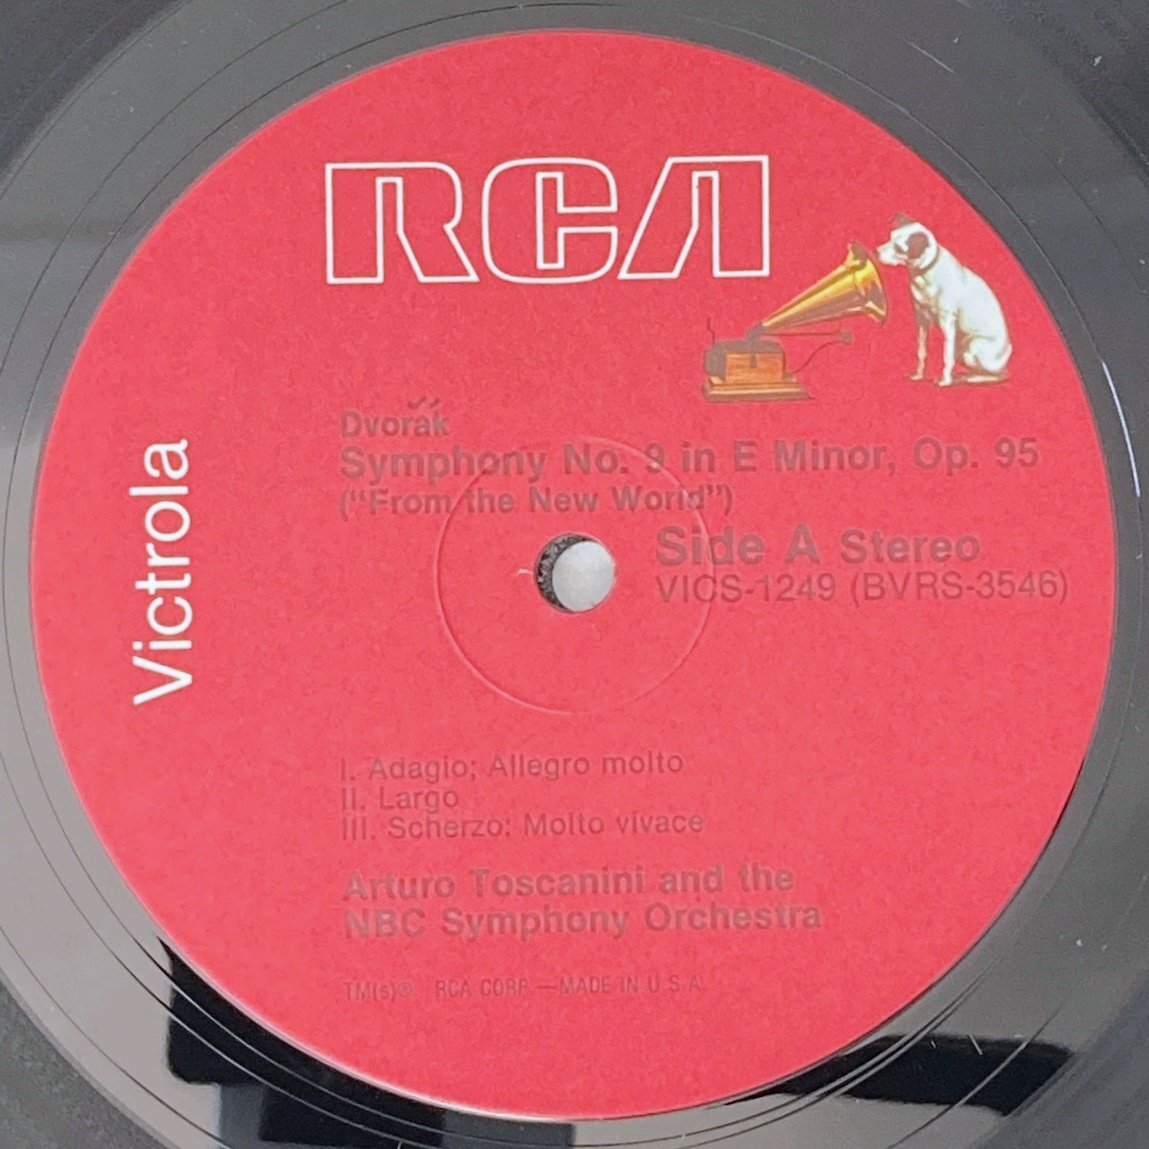 RCA
Victrola
Dvořák
Symphony No. 9 in E Minor, Op. 95
("From the New World")
Side A Stereo
VICS-1249 (BVRS-3546)
I. Adagio; Allegro molto
II. Largo
III. Scherzo: Molto vivace
Arturo Toscanini and the
NBC Symphony Orchestra
TM(s)® RCA CORP.—MADE IN U.S.A.